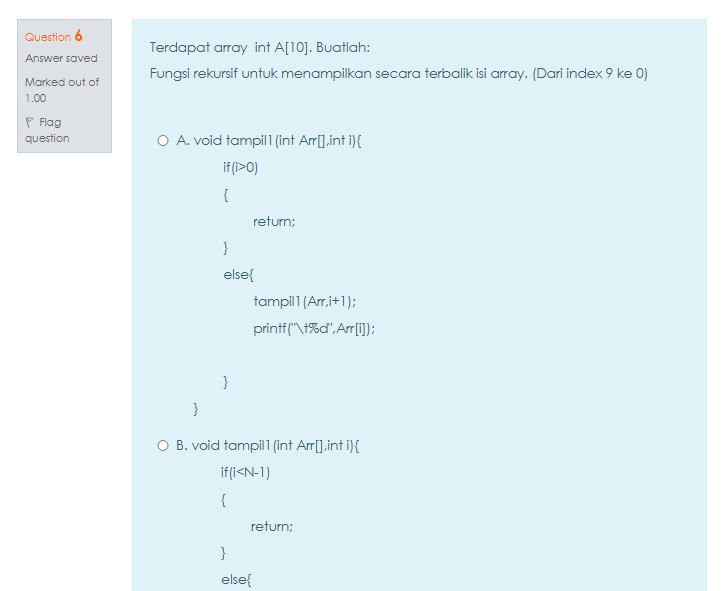 Question 6
Answer saved
Marked out of
1.00
Flag
question
Terdapat array int A[10]. Buatlah:
Fungsi rekursif untuk menampilkan secara terbalik isi array. (Dari index 9 ke 0)
A. void tampil1(int Arr[],int i){
if(i>0)
{
return;
}
else{
tampil1(Arr,i+1);
printf("\t%d",Arr[i]);
}
}
B. void tampil1(int Arr[],int i){
if(i<N-1)
{
return;
}
else{